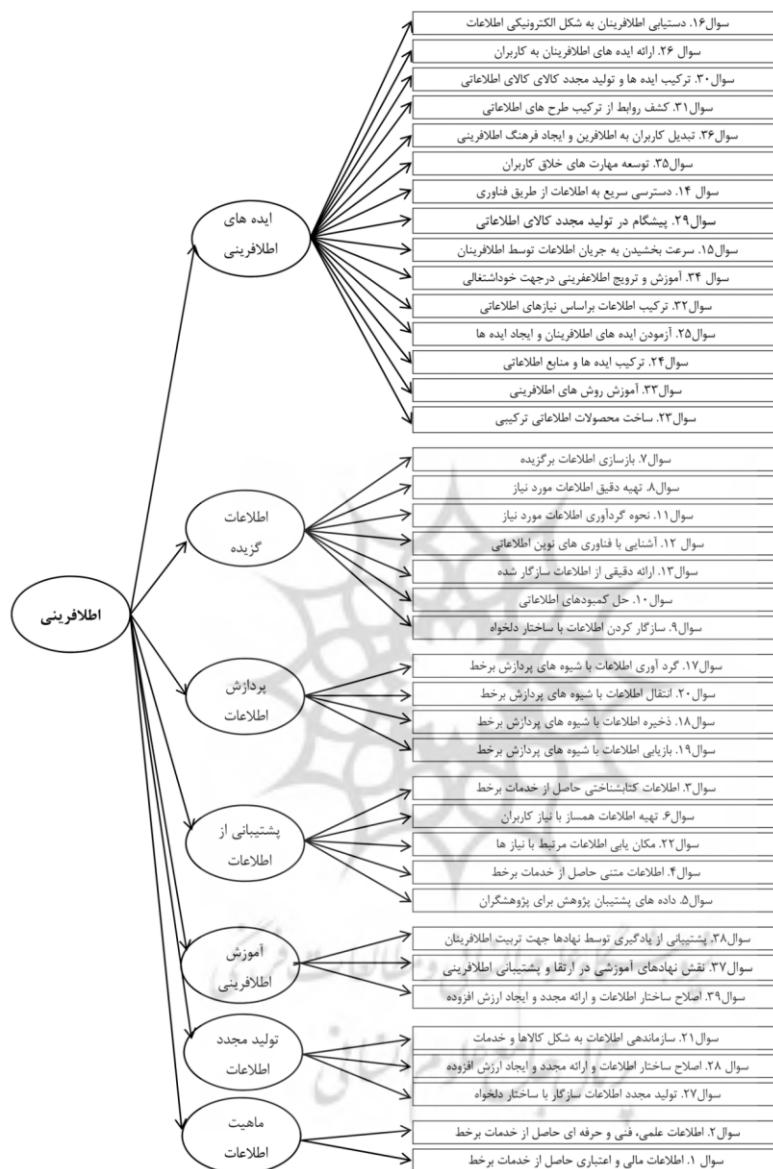 سوال۱۶. دستیابی اطلافرینان به شکل الکترونیکی اطلاعات
سوال ۲۶. ارائه ایده های اطلافرینان به کاربران
سوال۳۰. ترکیب ایده ها و تولید مجدد کالای کالای اطلاعاتی
سوال۳۱. کشف روابط از ترکیب طرح های اطلاعاتی
سوال۳۶. تبدیل کاربران به اطلافرین و ایجاد فرهنگ اطلافرینی
سوال۳۵. توسعه مهارت های خلاق کاربران
سوال ۱۴. دسترسی سریع به اطلاعات از طریق فناوری
سوال۲۹. پیشگام در تولید مجدد کالای اطلاعاتی
سوال۱۵. سرعت بخشیدن به جریان اطلاعات توسط اطلافرینان
سوال ۳۴. آموزش و ترویج اطلاعفرینی درجهت خوداشتغالی
سوال۳۲. ترکیب اطلاعات براساس نیازهای اطلاعاتی
سوال۲۵. آزمودن ایده های اطلافرینان و ایجاد ایده ها
سوال۲۴. ترکیب ایده ها و منابع اطلاعاتی
سوال۳۳. آموزش روش های اطلافرینی
سوال۲۳. ساخت محصولات اطلاعاتی ترکیبی
ایده های
اطلافرینی
سوال۷. بازسازی اطلاعات برگزیده
سوال۸. تهیه دقیق اطلاعات مورد نیاز
سوال۱۱. نحوه گردآوری اطلاعات مورد نیاز
سوال ۱۲. آشنایی با فناوری های نوین اطلاعاتی
سوال۱۳. ارائه دقیقی از اطلاعات سازگار شده
سوال۱۰. حل کمبودهای اطلاعاتی
سوال۹. سازگار کردن اطلاعات با ساختار دلخواه
اطلاعات
گزیده
اطلافرینی
سوال۱۷. گرد آوری اطلاعات با شیوه های پردازش برخط
سوال۲۰. انتقال اطلاعات با شیوه های پردازش برخط
سوال۱۸. ذخیره اطلاعات با شیوه های پردازش برخط
سوال۱۹. بازیابی اطلاعات با شیوه های پردازش برخط
پردازش
اطلاعات
سوال۳. اطلاعات کتابشناختی حاصل از خدمات برخط
سوال۶. تهیه اطلاعات همساز با نیاز کاربران
سوال۲۲. مکان یابی اطلاعات مرتبط با نیاز ها
سوال۴. اطلاعات متنی حاصل از خدمات برخط
سوال۵. داده های پشتیبان پژوهش برای پژوهشگران
پشتیبانی از
اطلاعات
سوال۳۸. پشتیبانی از یادگیری توسط نهادها جهت تربیت اطلافرینان
سوال۳۷. نقش نهادهای آموزشی در ارتقا و پشتیبانی اطلافرینی
سوال۳۹. اصلاح ساختار اطلاعات و ارائه مجدد و ایجاد ارزش افزوده
آموزش
اطلافرینی
سوال۲۱. سازماندهی اطلاعات به شکل کالاها و خدمات
سوال ۲۸. اصلاح ساختار اطلاعات و ارائه مجدد و ایجاد ارزش افزوده
سوال۲۷. تولید مجدد اطلاعات سازگار با ساختار دلخواه
تولید مجدد
اطلاعات
سوال۲. اطلاعات علمی، فنی و حرفه ای حاصل از خدمات برخط
سوال ۱. اطلاعات مالی و اعتباری حاصل از خدمات برخط
ماهیت
اطلاعات
پژوهشگاه علوم انسانی و مطالعات فرهنگی
پرتال جامع علوم انسانی